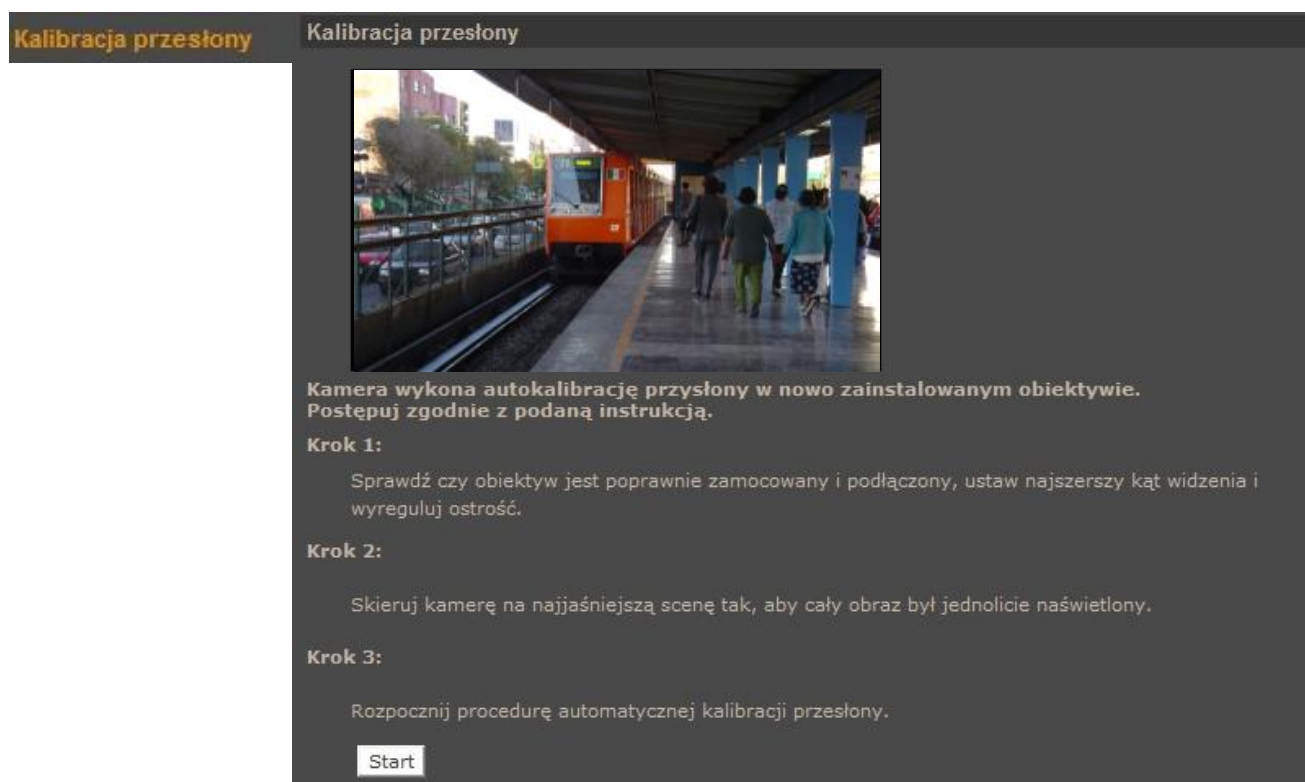 Kalibracja przesłony
Kalibracja przesłony
Kamera wykona autokalibrację przysłony w nowo zainstalowanym obiektywie.
Postępuj zgodnie z podaną instrukcją.
Krok 1:
Sprawdź czy obiektyw jest poprawnie zamocowany i podłączony, ustaw najszerszy kąt widzenia i
wyreguluj ostrość.
Krok 2:
Skieruj kamerę na najjaśniejszą scenę tak, aby cały obraz był jednolicie naświetlony.
Krok 3:
Rozpocznij procedurę automatycznej kalibracji przesłony.
Start